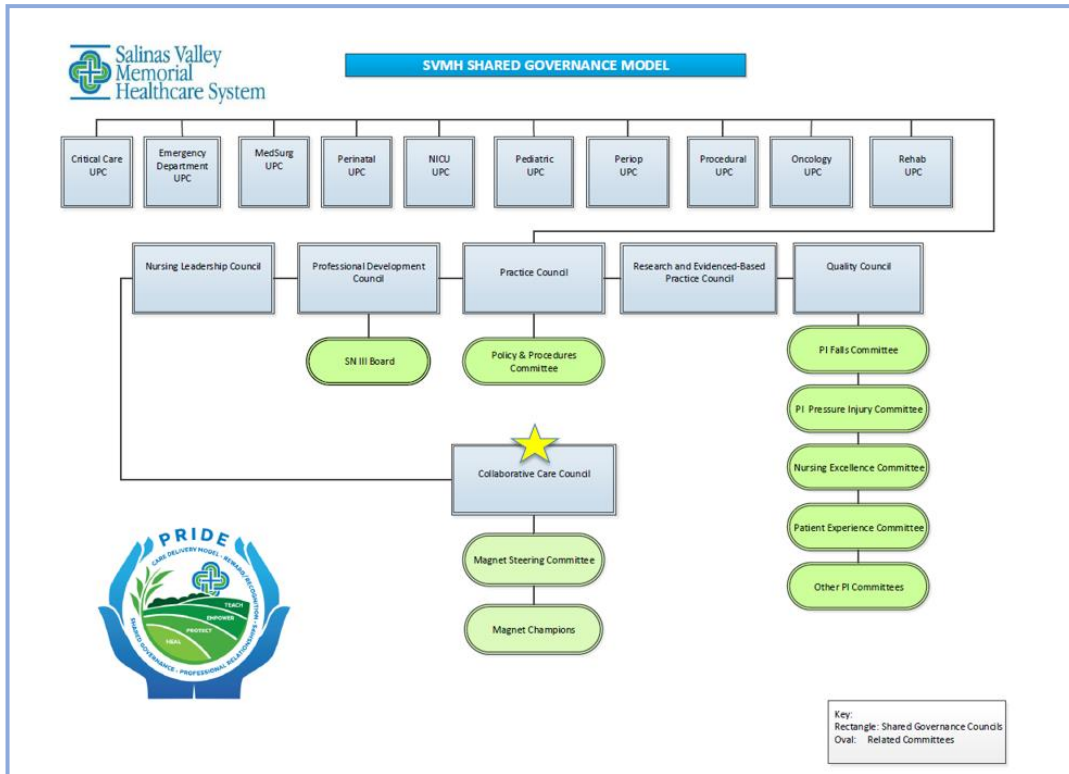 Salinas Valley
Memorial
Healthcare System
SVMH SHARED GOVERNANCE MODEL
Critical Care
UPC
Emergency
Department
UPC
MedSurg
UPC
Perinatal
UPC
NICU
UPC
Pediatric
UPC
Periop
UPC
Procedural
UPC
Oncology
UPC
Rehab
UPC
Nursing Leadership Council
Professional Development
Council
Practice Council
Research and Evidenced-Based
Practice Council
Quality Council
SN III Board
Policy & Procedures
Committee
PI Falls Committee
PI Pressure Injury Committee
Nursing Excellence Committee
Patient Experience Committee
Other PI Committees
Collaborative Care Council
Magnet Steering Committee
Magnet Champions
PRIDE
CARE DELIVERY MODEL - REWARD/RECOGNITION -
SHARED GOVERNANCE - PROFESSIONAL RELATIONSHIPS
TEACH
EMPOWER
PROTECT
HEAL
Key:
Rectangle: Shared Governance Councils
Oval: Related Committees